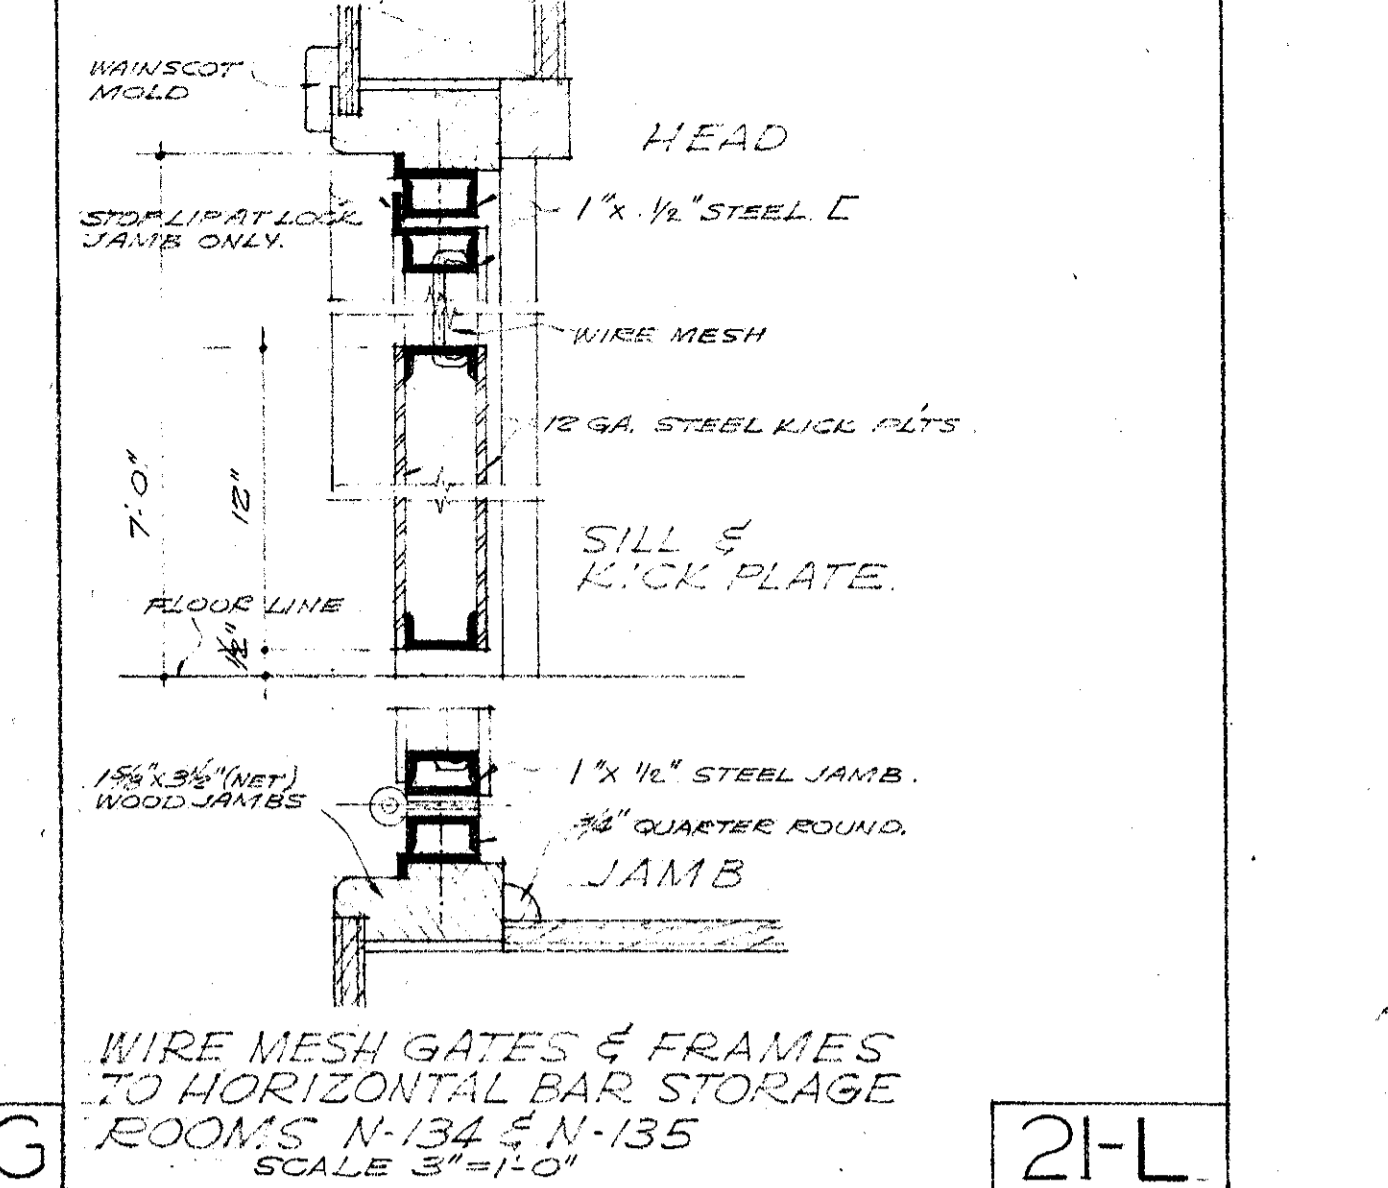 WAINSCOT
MOLD
HEAD
STOP LIP AT LOCK
JAMB ONLY.
1"X 1/2" STEEL [
WIRE MESH
12 GA. STEEL KICK PLTS.
7'-0"
12"
SILL &
KICK PLATE.
FLOOR LINE
1/2"
1 5/8" X 3 1/2" (NET)
WOOD JAMBS
1"X 1/2" STEEL JAMB.
3/4" QUARTER ROUND.
JAMB
WIRE MESH GATES & FRAMES
TO HORIZONTAL BAR STORAGE
ROOMS N-134 & N-135
SCALE 3"=1'-0"
G
21-L